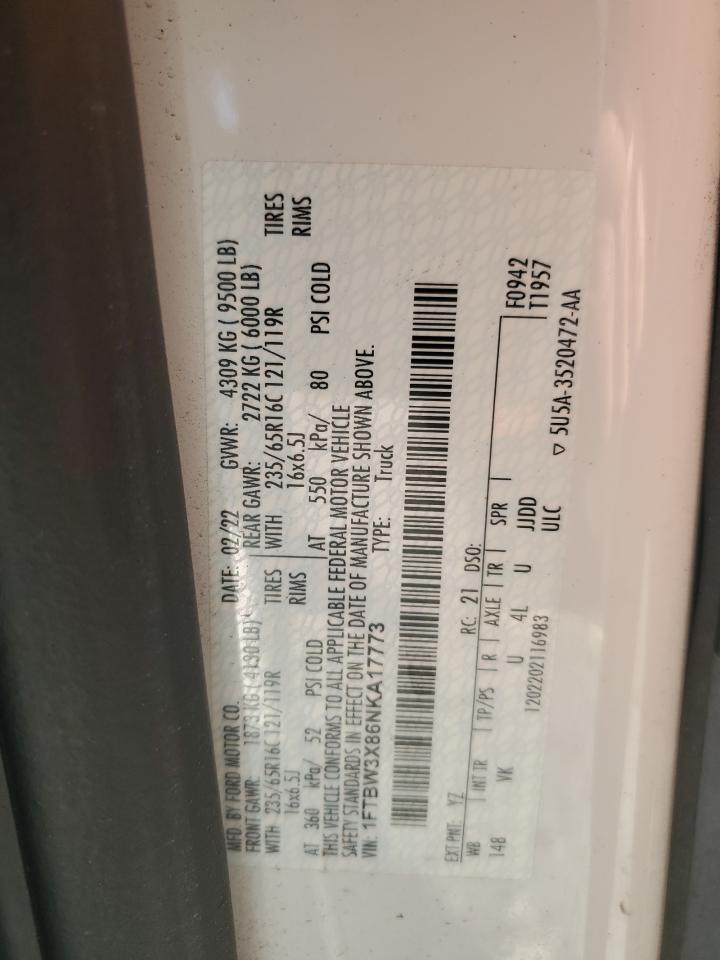 MFD. BY FORD MOTOR CO. DATE: 02/22 GVWR: 4309 KG ( 9500 LB)
FRONT GAWR: 1873 KG (4130 LB) REAR GAWR: 2722 KG ( 6000 LB)
WITH 235/65R16C 121/119R TIRES WITH 235/65R16C 121/119R TIRES
16x6.5J RIMS 16x6.5J RIMS
AT 360 kPa/ 52 PSI COLD AT 550 kPa/ 80 PSI COLD
THIS VEHICLE CONFORMS TO ALL APPLICABLE FEDERAL MOTOR VEHICLE
SAFETY STANDARDS IN EFFECT ON THE DATE OF MANUFACTURE SHOWN ABOVE.
VIN: 1FTBW3X86NKA17773 TYPE: Truck
EXT PNT: YZ RC: 21 DSO:
WB INT TR TP/PS R AXLE TR SPR F0942
148 VK U 4L U JJDD T1957
1202202116983 ULC ▽ 5U5A-3520472-AA